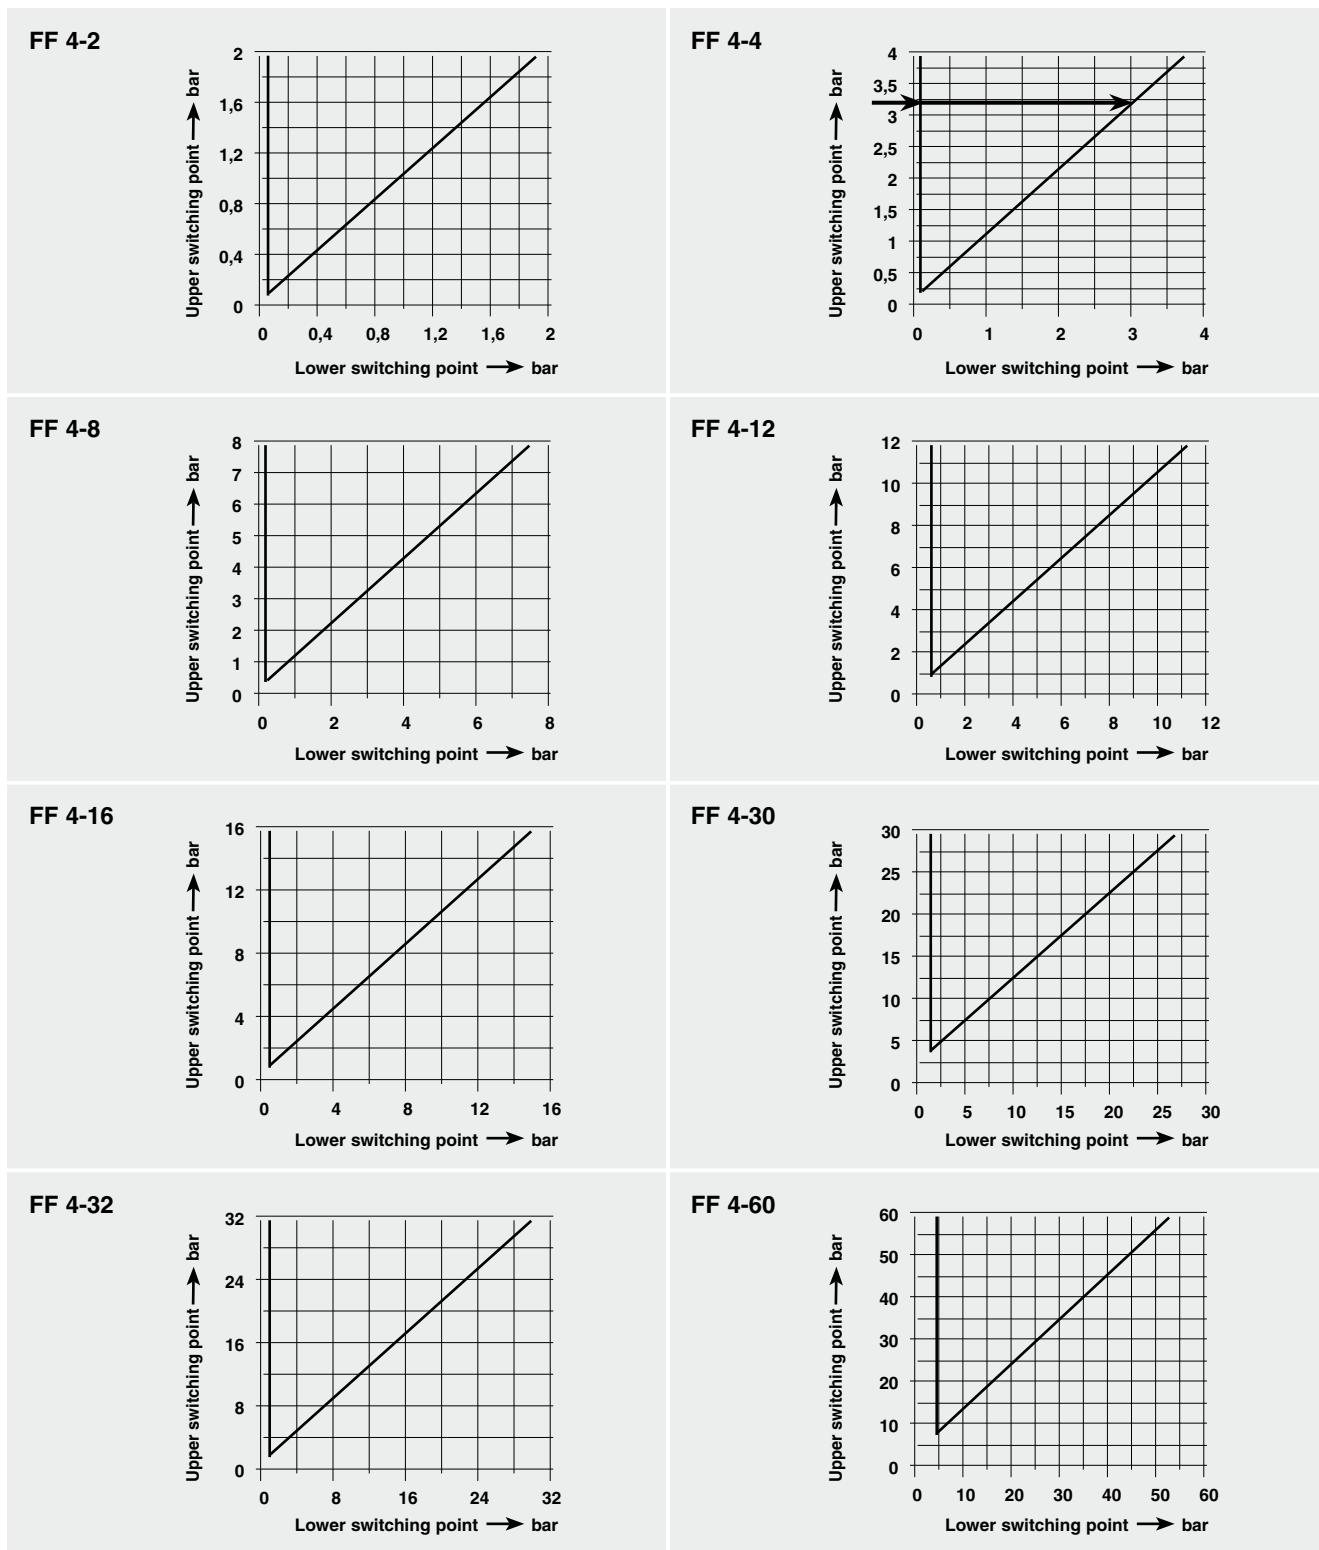 FF 4-2
Upper switching point bar
2
1,6
1,2
0,8
0,4
0
0 0,4 0,8 1,2 1,6 2
Lower switching point bar
FF 4-4
Upper switching point bar
4
3,5
3
2,5
2
1,5
1
0,5
0
0 1 2 3 4
Lower switching point bar
FF 4-8
Upper switching point bar
8
7
6
5
4
3
2
1
0
0 2 4 6 8
Lower switching point bar
FF 4-12
Upper switching point bar
12
10
8
6
4
2
0
0 2 4 6 8 10 12
Lower switching point bar
FF 4-16
Upper switching point bar
16
12
8
4
0
0 4 8 12 16
Lower switching point bar
FF 4-30
Upper switching point bar
30
25
20
15
10
5
0
0 5 10 15 20 25 30
Lower switching point bar
FF 4-32
Upper switching point bar
32
24
16
8
0
0 8 16 24 32
Lower switching point bar
FF 4-60
Upper switching point bar
60
50
40
30
20
10
0
0 10 20 30 40 50 60
Lower switching point bar